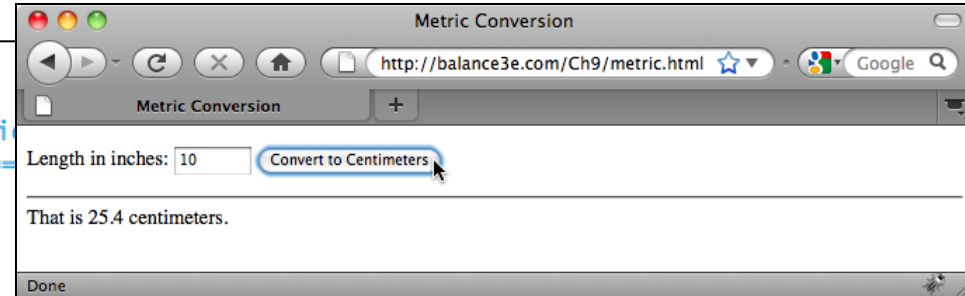 Metric Conversion
http://balance3e.com/Ch9/metric.html
Google
Metric Conversion +
Length in inches: 10 Convert to Centimeters
That is 25.4 centimeters.
Done